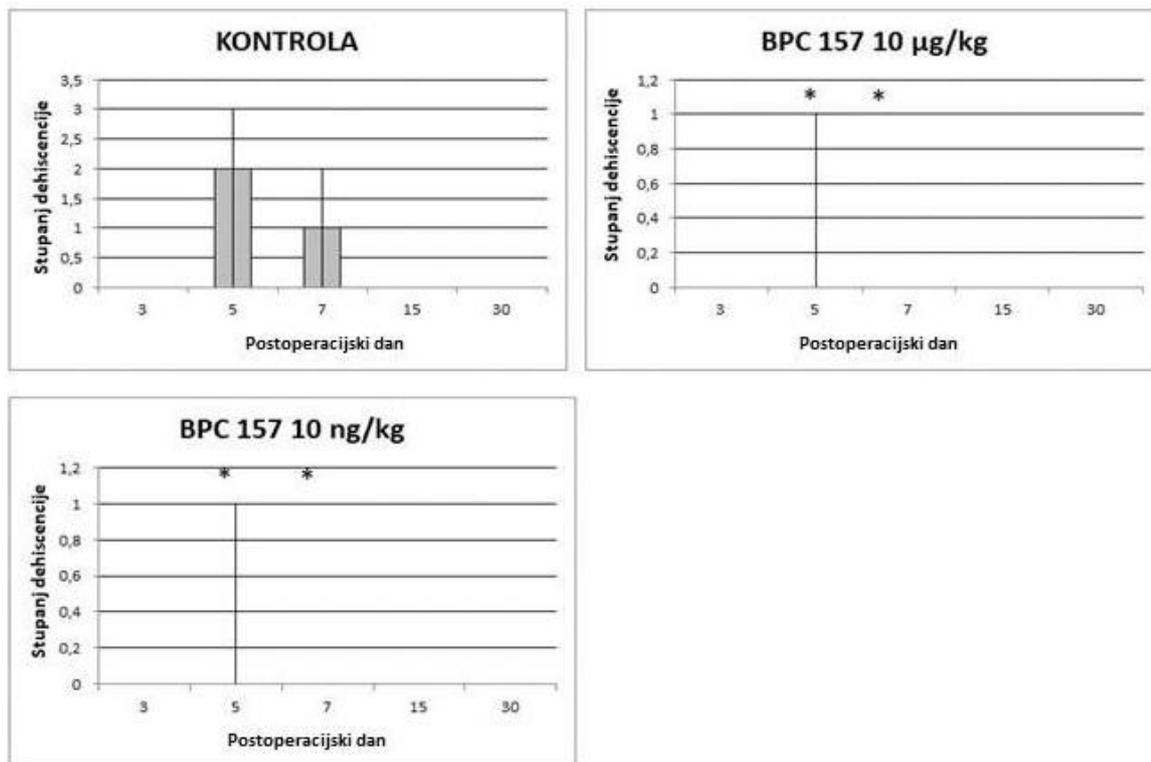 KONTROLA
3,5
3
2,5
2
1,5
1
0,5
0
Stupanj dehiscencije
3 5 7 15 30
Postoperacijski dan
BPC 157 10 µg/kg
1,2
* *
1
0,8
0,6
0,4
0,2
0
Stupanj dehiscencije
3 5 7 15 30
Postoperacijski dan
BPC 157 10 ng/kg
1,2
* *
1
0,8
0,6
0,4
0,2
0
Stupanj dehiscencije
3 5 7 15 30
Postoperacijski dan